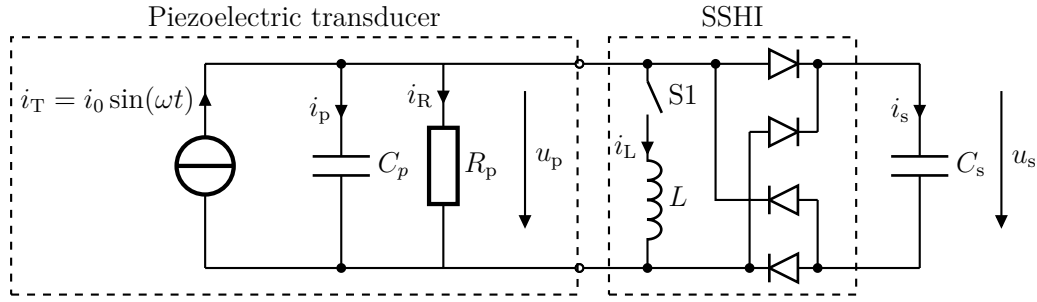 Piezoelectric transducer
SSHI
i_T = i_0 sin(ωt)
i_p
C_p
i_R
R_p
u_p
S1
i_L
L
i_s
C_s
u_s